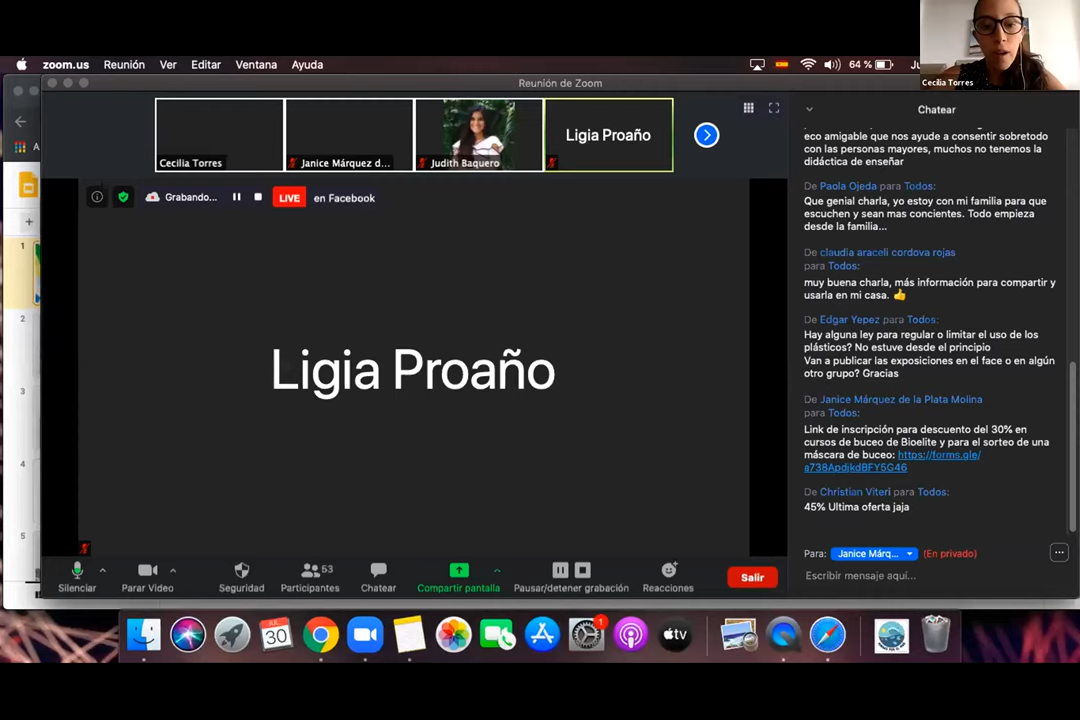 zoom.us Reunión Ver Editar Ventana Ayuda
64 %
Cecilia Torres
Reunión de Zoom
Cecilia Torres
Janice Márquez d...
Judith Baquero
Ligia Proaño
Grabando...
LIVE en Facebook
Ligia Proaño
1
2
3
4
5
Chatear
eco amigable que nos ayude a consentir sobretodo
con las personas mayores, muchos no tenemos la
didáctica de enseñar
De Paola Ojeda para Todos:
Que genial charla, yo estoy con mi familia para que
escuchen y sean mas concientes. Todo empieza
desde la familia...
De claudia araceli cordova rojas
para Todos:
muy buena charla, más información para compartir y
usarla en mi casa. 👍
De Edgar Yepez para Todos:
Hay alguna ley para regular o limitar el uso de los
plásticos? No estuve desde el principio
Van a publicar las exposiciones en el face o en algún
otro grupo? Gracias
De Janice Márquez de la Plata Molina
para Todos:
Link de inscripción para descuento del 30% en
cursos de buceo de Bioelite y para el sorteo de una
máscara de buceo: https://forms.gle/
a738ApdjkdBFY5G46
De Christian Viteri para Todos:
45% Ultima oferta jaja
Para: Janice Márq... (En privado)
Escribir mensaje aquí...
Silenciar
Parar Video
Seguridad
53
Participantes
Chatear
Compartir pantalla
Pausar/detener grabación
Reacciones
Salir
JUL.
30
1
tv